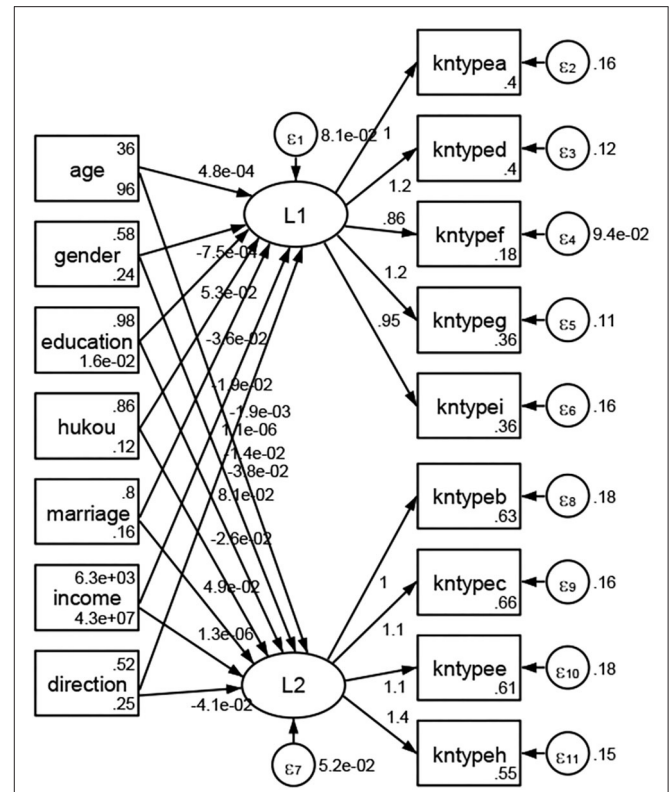 kntypea
.4
ε2
.16
ε1
8.1e-02
1
36
age
96
4.8e-04
kntyped
.4
ε3
.12
1.2
L1
.58
gender
.24
-7.5e-04
.86
kntypef
.18
ε4
9.4e-02
5.3e-02
1.2
kntypeg
.36
ε5
.11
.98
education
1.6e-02
-3.6e-02
.95
kntypei
.36
ε6
.16
.86
hukou
.12
-1.9e-02
-1.9e-03
1.1e-06
-1.4e-02
-3.8e-02
8.1e-02
.8
marriage
.16
-2.6e-02
kntypeb
.63
ε8
.18
6.3e+03
income
4.3e+07
4.9e-02
1
kntypec
.66
ε9
.16
1.3e-06
1.1
.52
direction
.25
-4.1e-02
L2
1.1
kntypee
.61
ε10
.18
1.4
kntypeh
.55
ε11
.15
ε7
5.2e-02